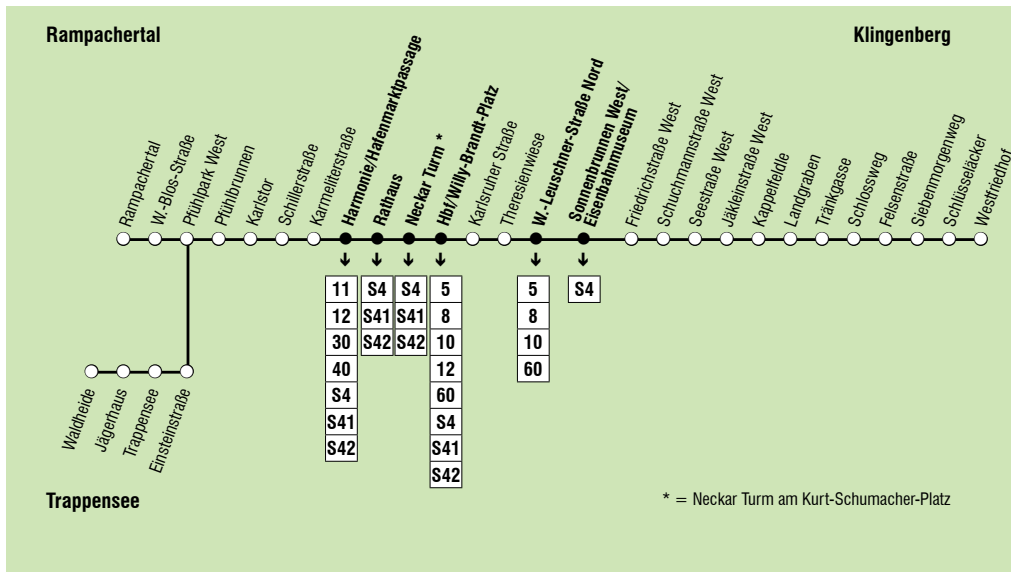 Rampachertal
Klingenberg
Rampachertal
W.-Blos-Straße
Pfühlpark West
Pfühlbrunnen
Karlstor
Schillerstraße
Karmeliterstraße
Harmonie/Hafenmarktpassage
Rathaus
Neckar Turm *
Hbf/Willy-Brandt-Platz
Karlsruher Straße
Theresienwiese
W.-Leuschner-Straße Nord
Sonnenbrunnen West/
Eisenbahnmuseum
Friedrichstraße West
Schuchmannstraße West
Seestraße West
Jäkleinstraße West
Kappelfeldle
Landgraben
Tränkgasse
Schlossweg
Felsenstraße
Siebenmorgenweg
Schlüsseläcker
Westfriedhof
11
12
30
40
S4
S41
S42
S4
S41
S42
S4
S41
S42
5
8
10
12
60
S4
S41
S42
5
8
10
60
S4
Waldheide
Jägerhaus
Trappensee
Einsteinstraße
Trappensee
* = Neckar Turm am Kurt-Schumacher-Platz